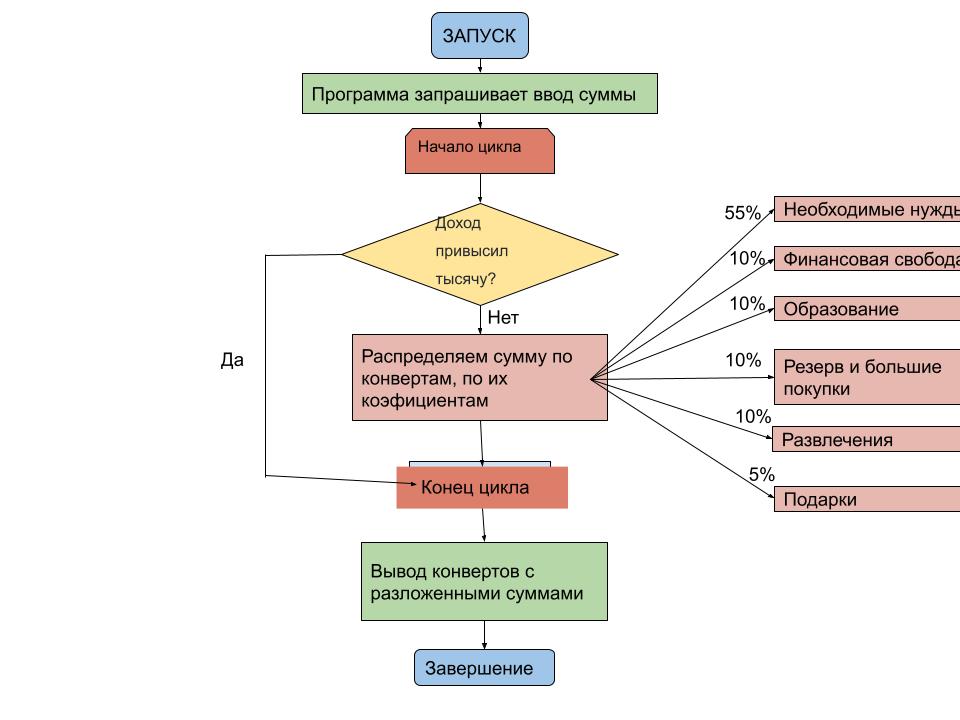 ЗАПУСК
Программа запрашивает ввод суммы
Начало цикла
Доход
привысил
тысячу?
Нет
Да
Распределяем сумму по
конвертам, по их
коэфициентам
55%
Необходимые нужды
10%
Финансовая свобода
10%
Образование
10%
Резерв и большие
покупки
10%
Развлечения
5%
Подарки
Конец цикла
Вывод конвертов с
разложенными суммами
Завершение